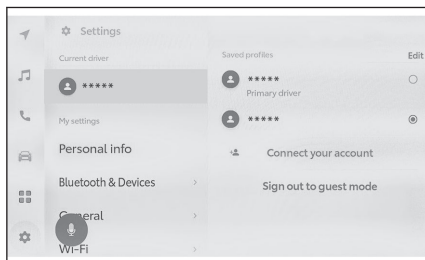 Settings
Current driver
*****
My settings
Personal info
Bluetooth & Devices
General
Wi-Fi
Saved profiles
Edit
*****
Primary driver
*****
Connect your account
Sign out to guest mode